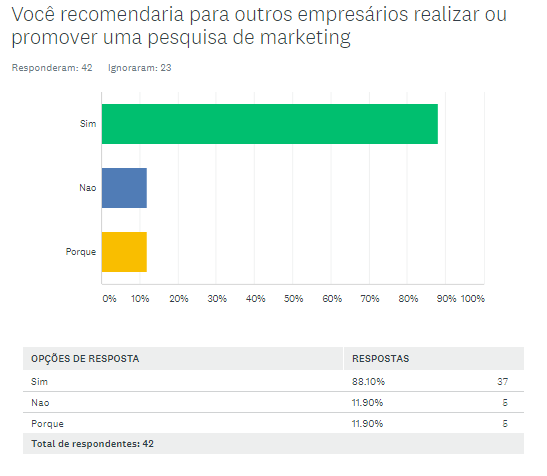 Você recomendaria para outros empresários realizar ou
promover uma pesquisa de marketing
Responderam: 42 Ignoraram: 23
Sim
Nao
Porque
0% 10% 20% 30% 40% 50% 60% 70% 80% 90% 100%
OPÇÕES DE RESPOSTA RESPOSTAS
Sim 88.10% 37
Nao 11.90% 5
Porque 11.90% 5
Total de respondentes: 42